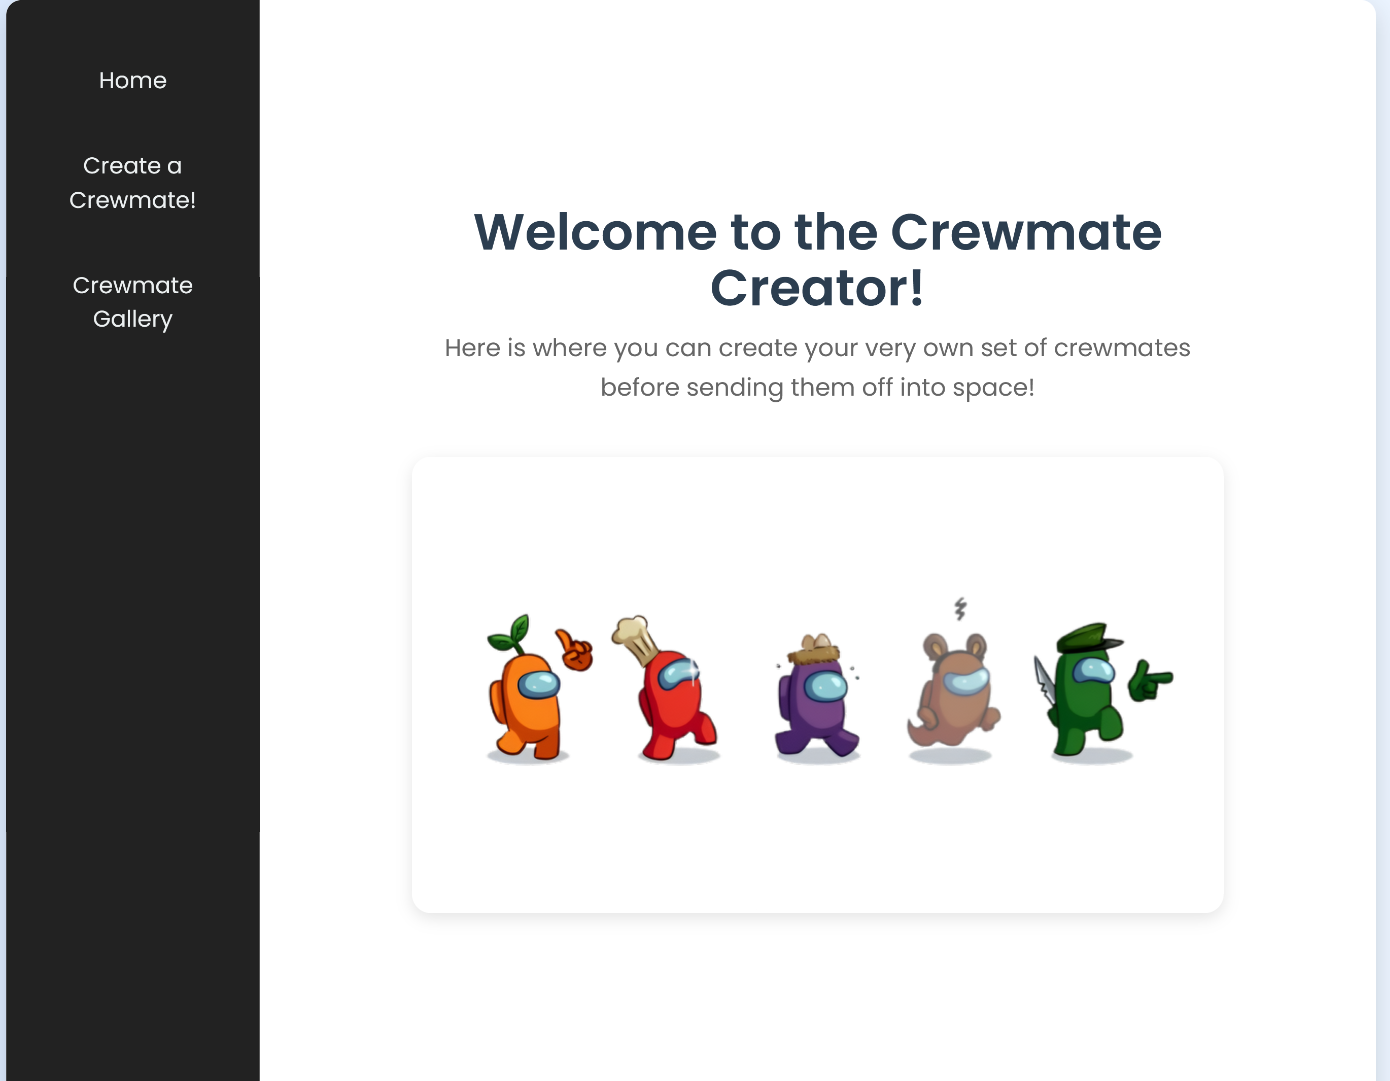 Home
Create a
Crewmate!
Crewmate
Gallery
Welcome to the Crewmate
Creator!
Here is where you can create your very own set of crewmates
before sending them off into space!